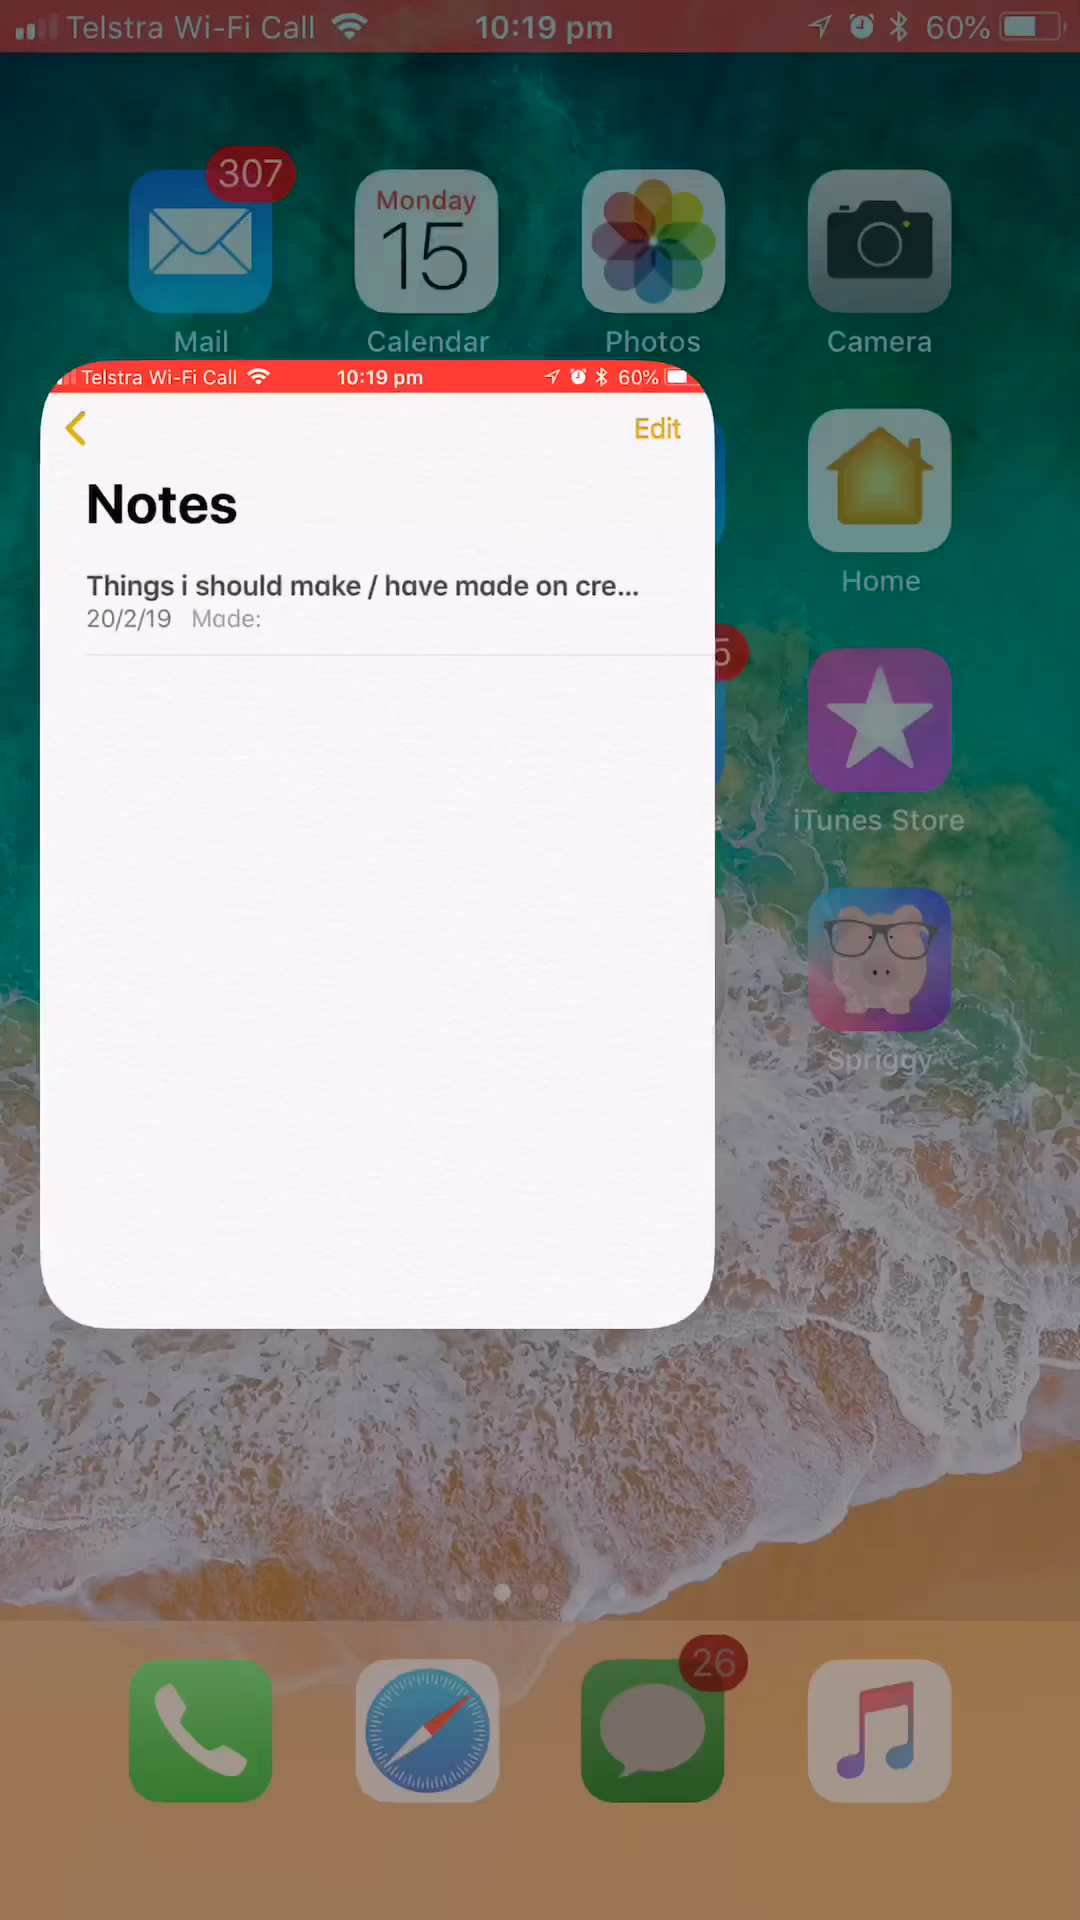 Telstra Wi-Fi Call 10:19 pm 60%
307
Monday
15
Mail Calendar Photos Camera
Telstra Wi-Fi Call 10:19 pm 60%
Edit
Notes
Home
Things i should make / have made on cre...
20/2/19 Made:
5
e iTunes Store
Spriggy
26